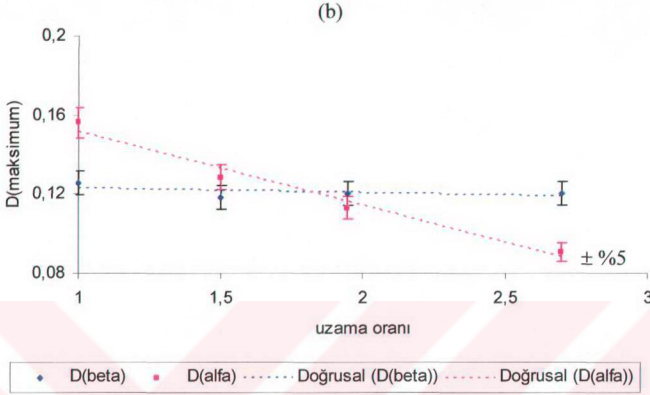 (b)
0,2
0,16
0,12
0,08
D(maksimum)
± %5
1
1,5
2
2,5
3
uzama oranı
D(beta) D(alfa) Doğrusal (D(beta)) Doğrusal (D(alfa))